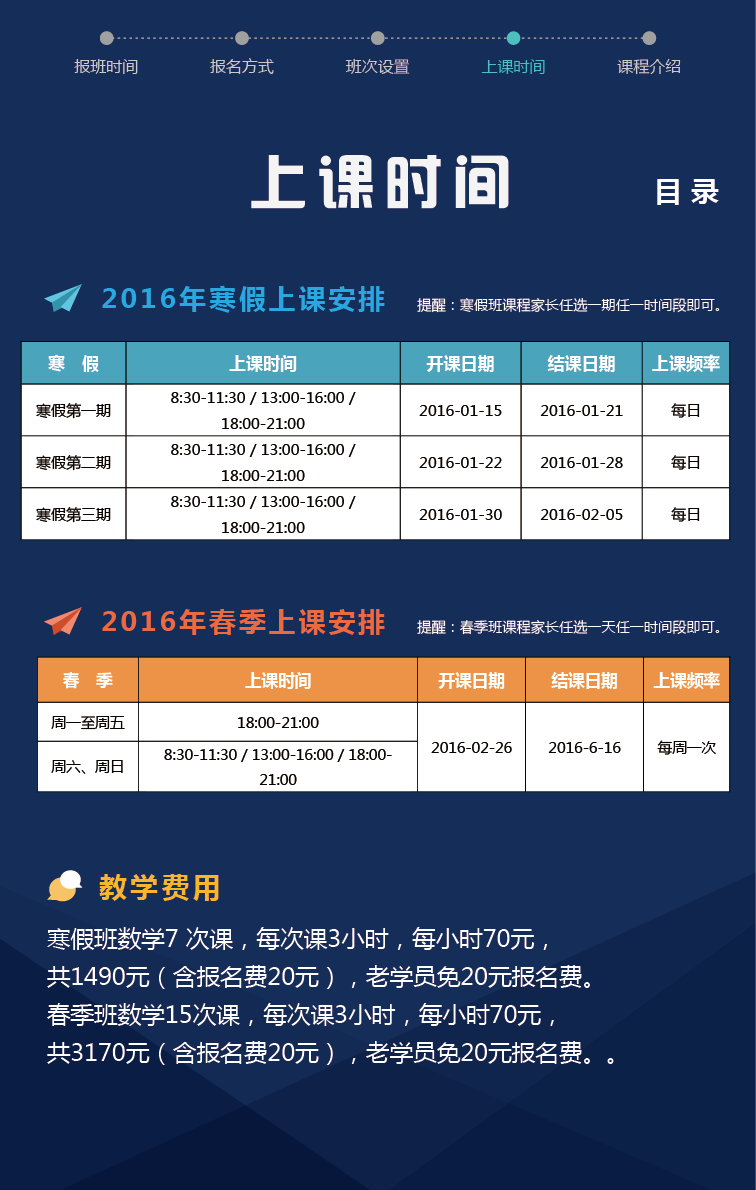 报班时间 报名方式 班次设置 上课时间 课程介绍
上课时间
目录
2016年寒假上课安排 提醒：寒假班课程家长任选一期任一时间段即可。
寒 假 上课时间 开课日期 结课日期 上课频率
寒假第一期 8:30-11:30 / 13:00-16:00 / 18:00-21:00 2016-01-15 2016-01-21 每日
寒假第二期 8:30-11:30 / 13:00-16:00 / 18:00-21:00 2016-01-22 2016-01-28 每日
寒假第三期 8:30-11:30 / 13:00-16:00 / 18:00-21:00 2016-01-30 2016-02-05 每日
2016年春季上课安排 提醒：春季班课程家长任选一天任一时间段即可。
春 季 上课时间 开课日期 结课日期 上课频率
周一至周五 18:00-21:00 2016-02-26 2016-6-16 每周一次
周六、周日 8:30-11:30 / 13:00-16:00 / 18:00-21:00
教学费用
寒假班数学7 次课，每次课3小时，每小时70元，
共1490元（含报名费20元），老学员免20元报名费。
春季班数学15次课，每次课3小时，每小时70元，
共3170元（含报名费20元），老学员免20元报名费。。